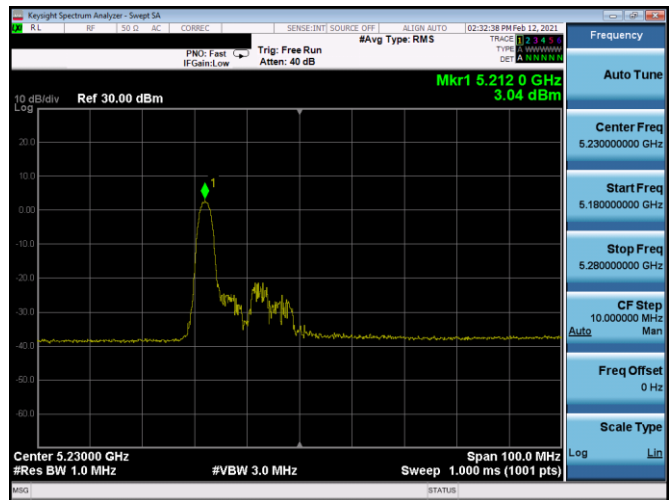 Keysight Spectrum Analyzer - Swept SA
RL RF 50 Ω AC CORREC SENSE:INT SOURCE OFF ALIGN AUTO 02:32:38 PM Feb 12, 2021
#Avg Type: RMS
TRACE 1 2 3 4 5 6
TYPE A WWWWW
DET A N N N N N
PNO: Fast
IFGain:Low
Trig: Free Run
Atten: 40 dB
Mkr1 5.212 0 GHz
3.04 dBm
10 dB/div Ref 30.00 dBm
Log
20.0
10.0
1
0.00
-10.0
-20.0
-30.0
-40.0
-50.0
-60.0
Center 5.23000 GHz
Span 100.0 MHz
#Res BW 1.0 MHz
#VBW 3.0 MHz
Sweep 1.000 ms (1001 pts)
MSG
STATUS
Frequency
Auto Tune
Center Freq
5.230000000 GHz
Start Freq
5.180000000 GHz
Stop Freq
5.280000000 GHz
CF Step
10.000000 MHz
Auto Man
Freq Offset
0 Hz
Scale Type
Log Lin